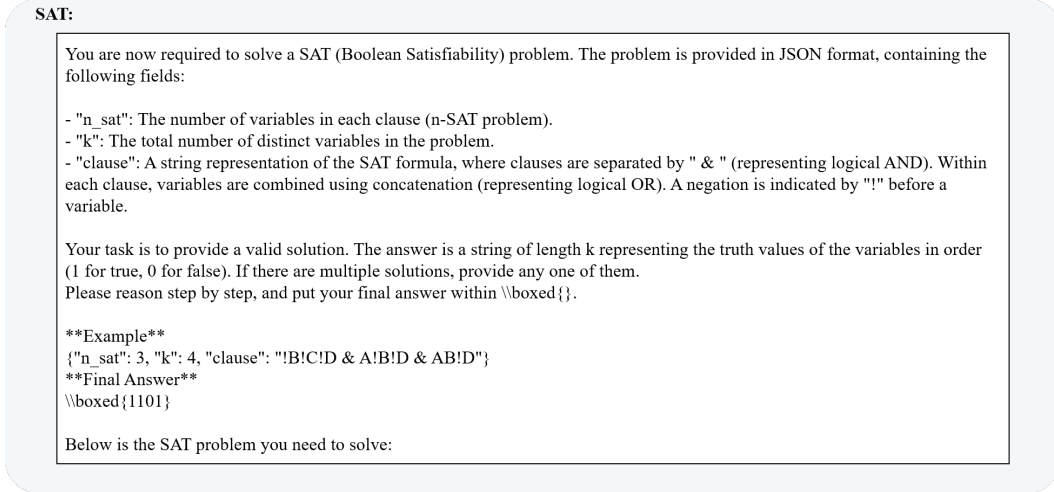 SAT:
You are now required to solve a SAT (Boolean Satisfiability) problem. The problem is provided in JSON format, containing the
following fields:
- "n_sat": The number of variables in each clause (n-SAT problem).
- "k": The total number of distinct variables in the problem.
- "clause": A string representation of the SAT formula, where clauses are separated by " & " (representing logical AND). Within
each clause, variables are combined using concatenation (representing logical OR). A negation is indicated by "!" before a
variable.
Your task is to provide a valid solution. The answer is a string of length k representing the truth values of the variables in order
(1 for true, 0 for false). If there are multiple solutions, provide any one of them.
Please reason step by step, and put your final answer within \\boxed{}.
**Example**
{"n_sat": 3, "k": 4, "clause": "!B!C!D & A!B!D & AB!D"}
**Final Answer**
\\boxed{1101}
Below is the SAT problem you need to solve: